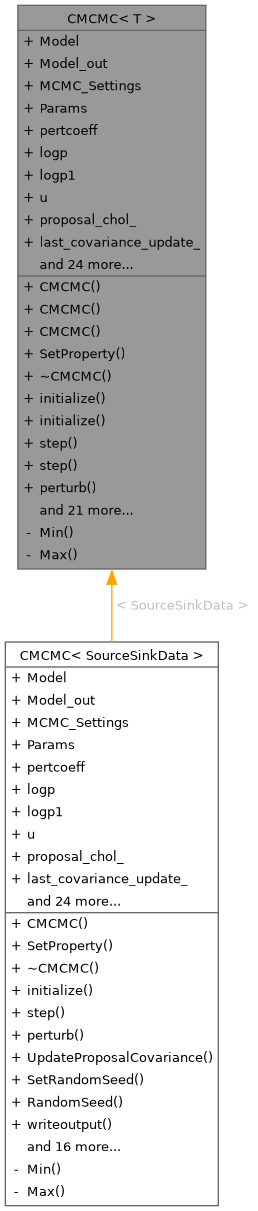 CMCMC< T >
+ Model
+ Model_out
+ MCMC_Settings
+ Params
+ pertcoeff
+ logp
+ logp1
+ u
+ proposal_chol_
+ last_covariance_update_
and 24 more...
+ CMCMC()
+ CMCMC()
+ CMCMC()
+ SetProperty()
+ ~CMCMC()
+ initialize()
+ initialize()
+ step()
+ step()
+ perturb()
and 21 more...
- Min()
- Max()
< SourceSinkData >
CMCMC< SourceSinkData >
+ Model
+ Model_out
+ MCMC_Settings
+ Params
+ pertcoeff
+ logp
+ logp1
+ u
+ proposal_chol_
+ last_covariance_update_
and 24 more...
+ CMCMC()
+ SetProperty()
+ ~CMCMC()
+ initialize()
+ step()
+ perturb()
+ UpdateProposalCovariance()
+ SetRandomSeed()
+ RandomSeed()
+ writeoutput()
and 16 more...
- Min()
- Max()